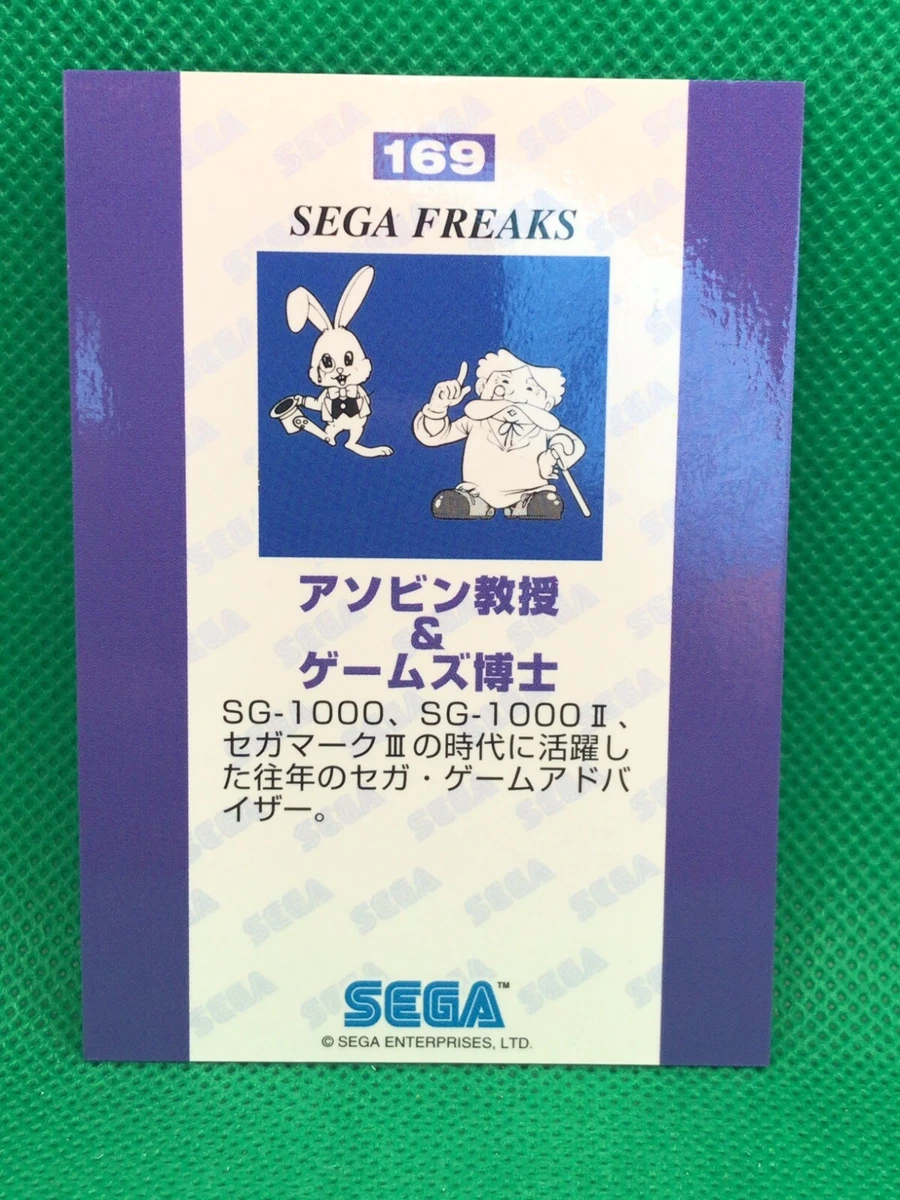 169
SEGA FREAKS
アソビン教授
&
ゲームズ博士
SG-1000、SG-1000Ⅱ、
セガマークⅢの時代に活躍し
た往年のセガ・ゲームアドバ
イザー。
SEGA™
© SEGA ENTERPRISES, LTD.